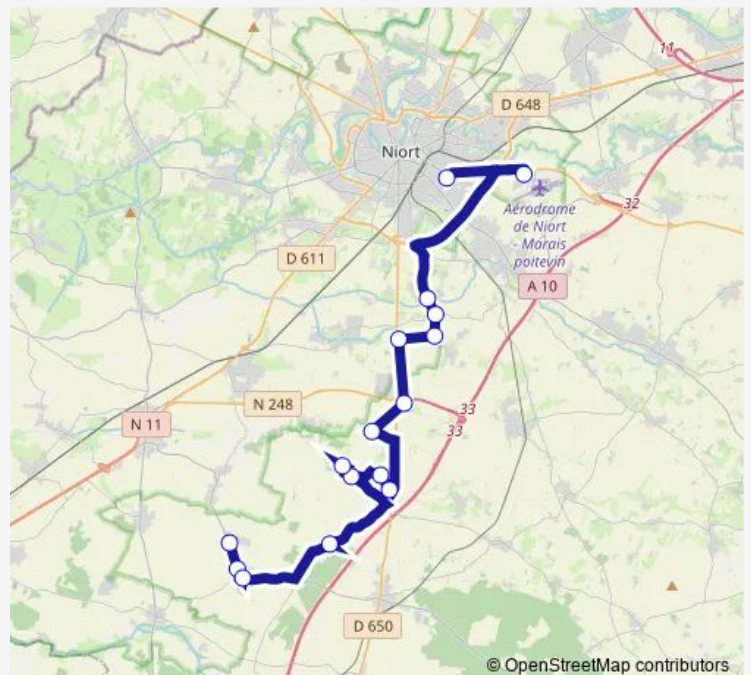 11
D 648
Niort
32
Aérodrome
de Niort
- Marais
poitevin
D 611
A 10
N 248
33
33
N 11
D 650
© OpenStreetMap contributors